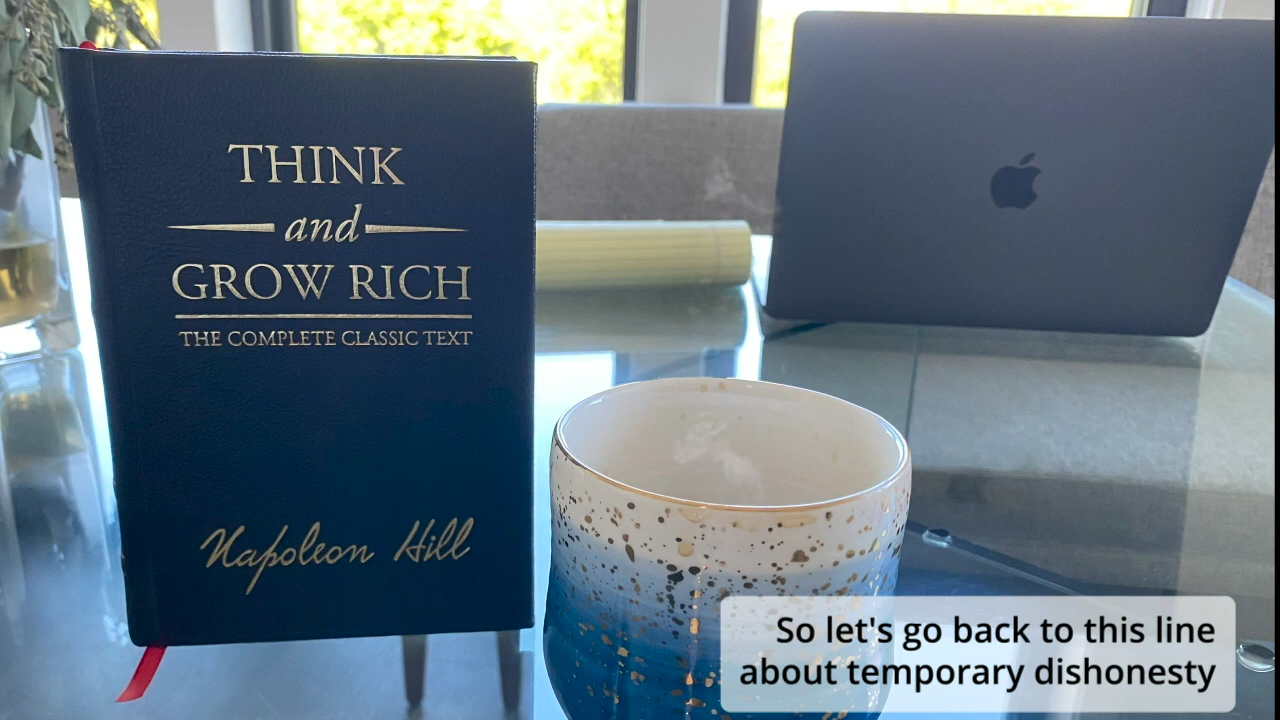 THINK
and
GROW RICH
THE COMPLETE CLASSIC TEXT
Napoleon Hill
So let's go back to this line
about temporary dishonesty